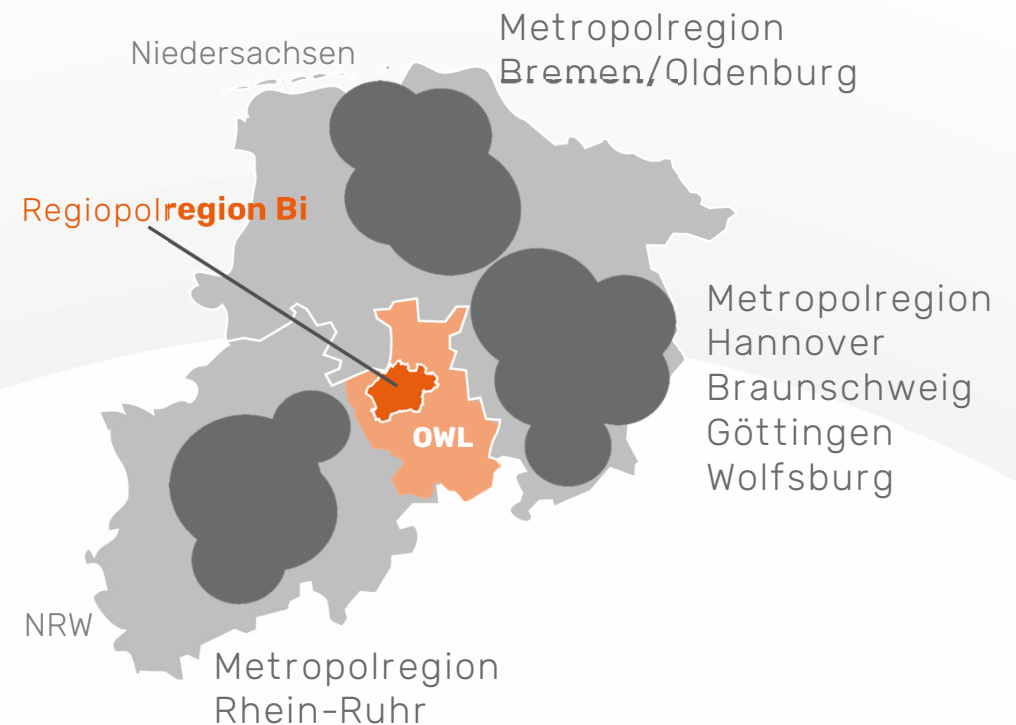 Metropolregion
Bremen/Oldenburg
Niedersachsen
Regiopolregion Bi
Metropolregion
Hannover
Braunschweig
Göttingen
Wolfsburg
OWL
NRW
Metropolregion
Rhein-Ruhr